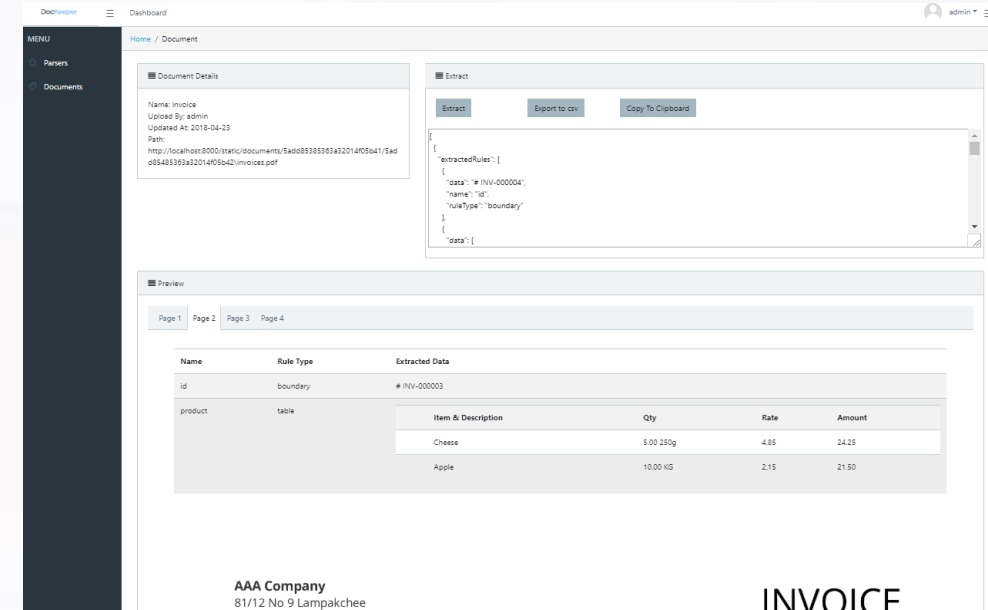 DocKeeper
Dashboard
admin
MENU
Parsers
Documents
Home / Document
Document Details
Name: invoice
Upload By: admin
Updated At: 2018-04-23
Path:
http://localhost:8000/static/documents/5add85385363a32014f05b41/5ad
d85485363a32014f05b42\invoices.pdf
Extract
Extract Export to csv Copy To Clipboard
[
{
"extractedRules": [
{
"data": "# INV-000004",
"name": "id",
"ruleType": "boundary"
},
{
"data": [
Preview
Page 1 Page 2 Page 3 Page 4
Name Rule Type Extracted Data
id boundary # INV-000003
product table
Item & Description Qty Rate Amount
Cheese 5.00 250g 4.85 24.25
Apple 10.00 KG 2.15 21.50
AAA Company
81/12 No 9 Lampakchee
INVOICE